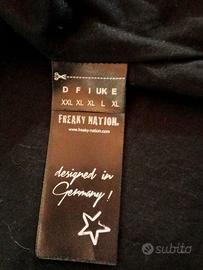 D F I UK E
XXL XL XL L XL
FREAKY NATION.
www.freaky-nation.com
designed in
Germany!
subito